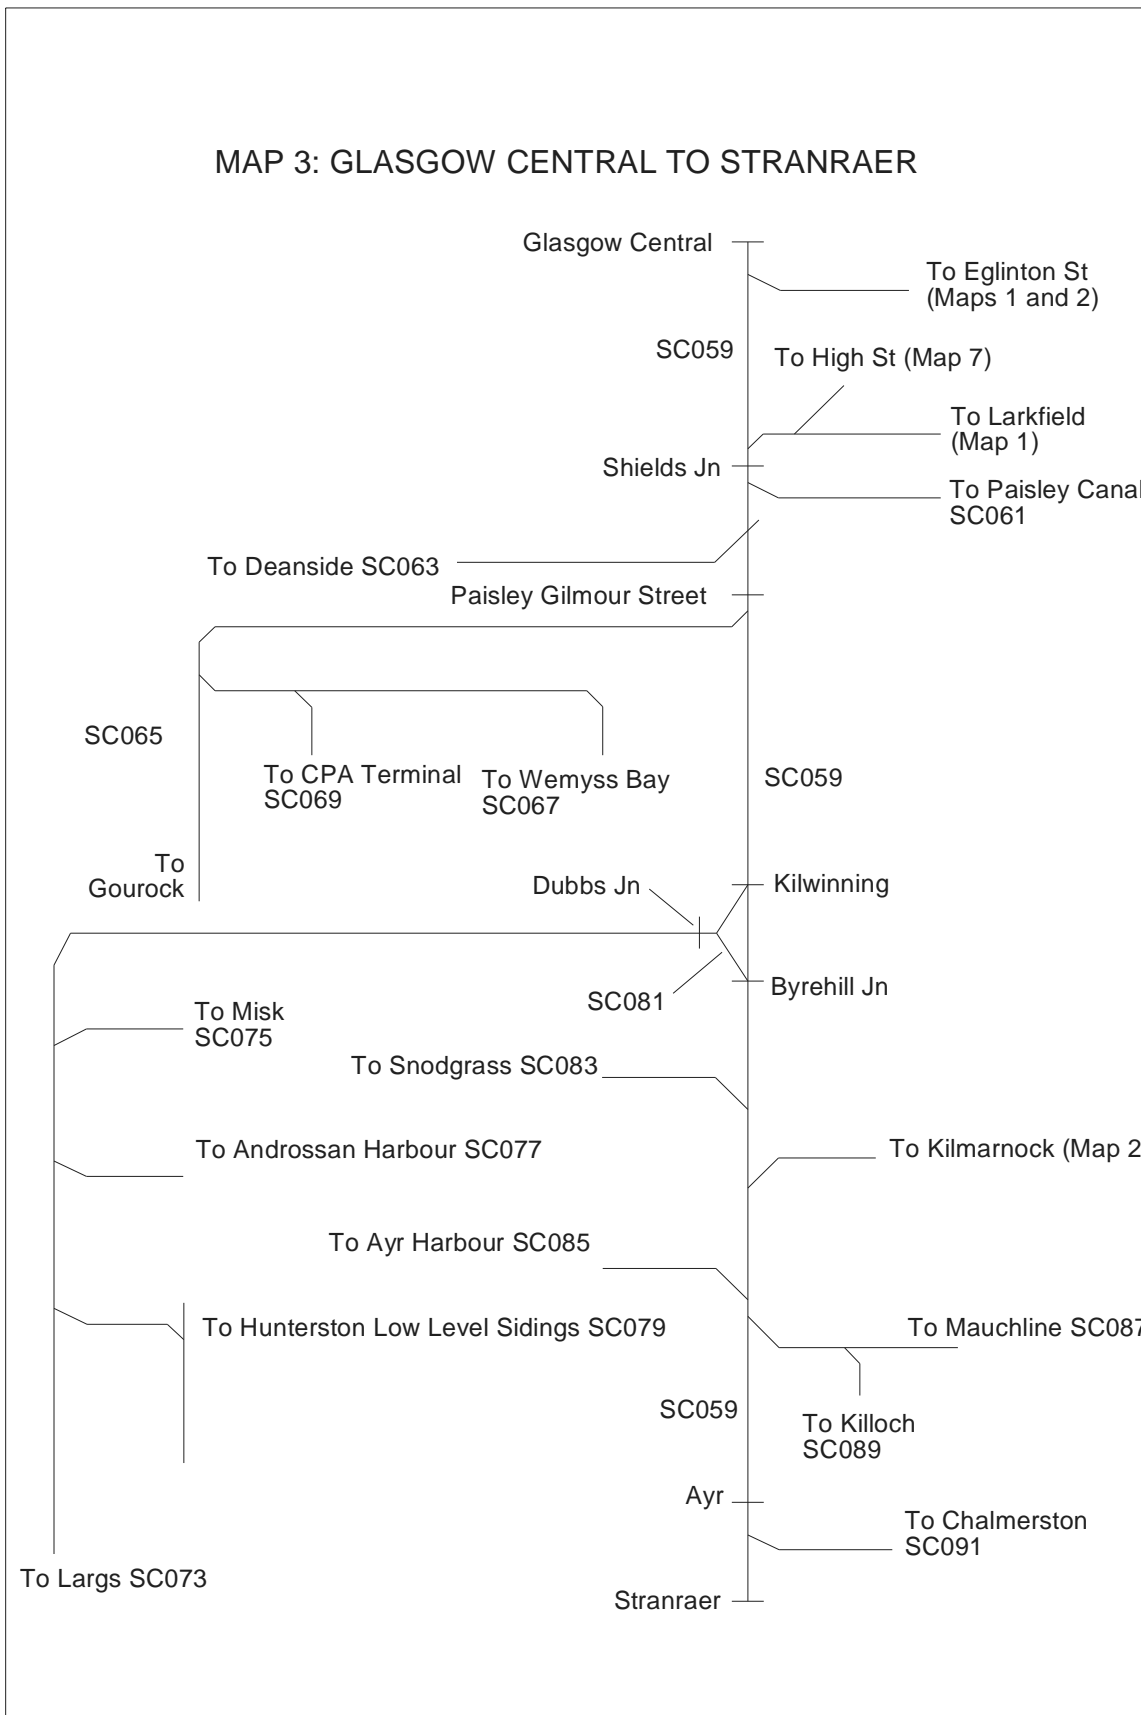 MAP 3: GLASGOW CENTRAL TO STRANRAER
Glasgow Central
To Eglinton St
(Maps 1 and 2)
SC059
To High St (Map 7)
To Larkfield
(Map 1)
Shields Jn
To Paisley Canal
SC061
To Deanside SC063
Paisley Gilmour Street
SC065
To CPA Terminal
SC069
To Wemyss Bay
SC067
SC059
To
Gourock
Dubbs Jn
Kilwinning
SC081
Byrehill Jn
To Misk
SC075
To Snodgrass SC083
To Androssan Harbour SC077
To Kilmarnock (Map 2
To Ayr Harbour SC085
To Hunterston Low Level Sidings SC079
To Mauchline SC087
SC059
To Killoch
SC089
Ayr
To Chalmerston
SC091
To Largs SC073
Stranraer